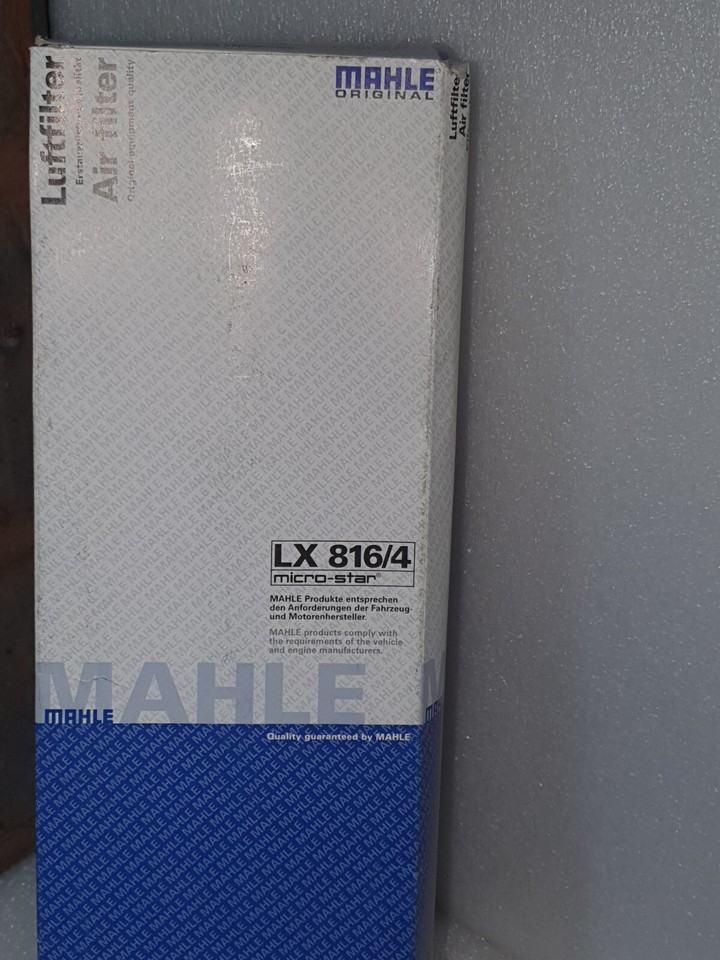 Luftfilter
Erstausrüstungsqualität
Air filter
Original equipment quality
MAHLE
ORIGINAL
Luftfilter
Air filter
LX 816/4
micro-star®
MAHLE Produkte entsprechen
den Anforderungen der Fahrzeug-
und Motorenhersteller.
MAHLE products comply with
the requirements of the vehicle
and engine manufacturers.
MAHLE
MAHLE
Quality guaranteed by MAHLE